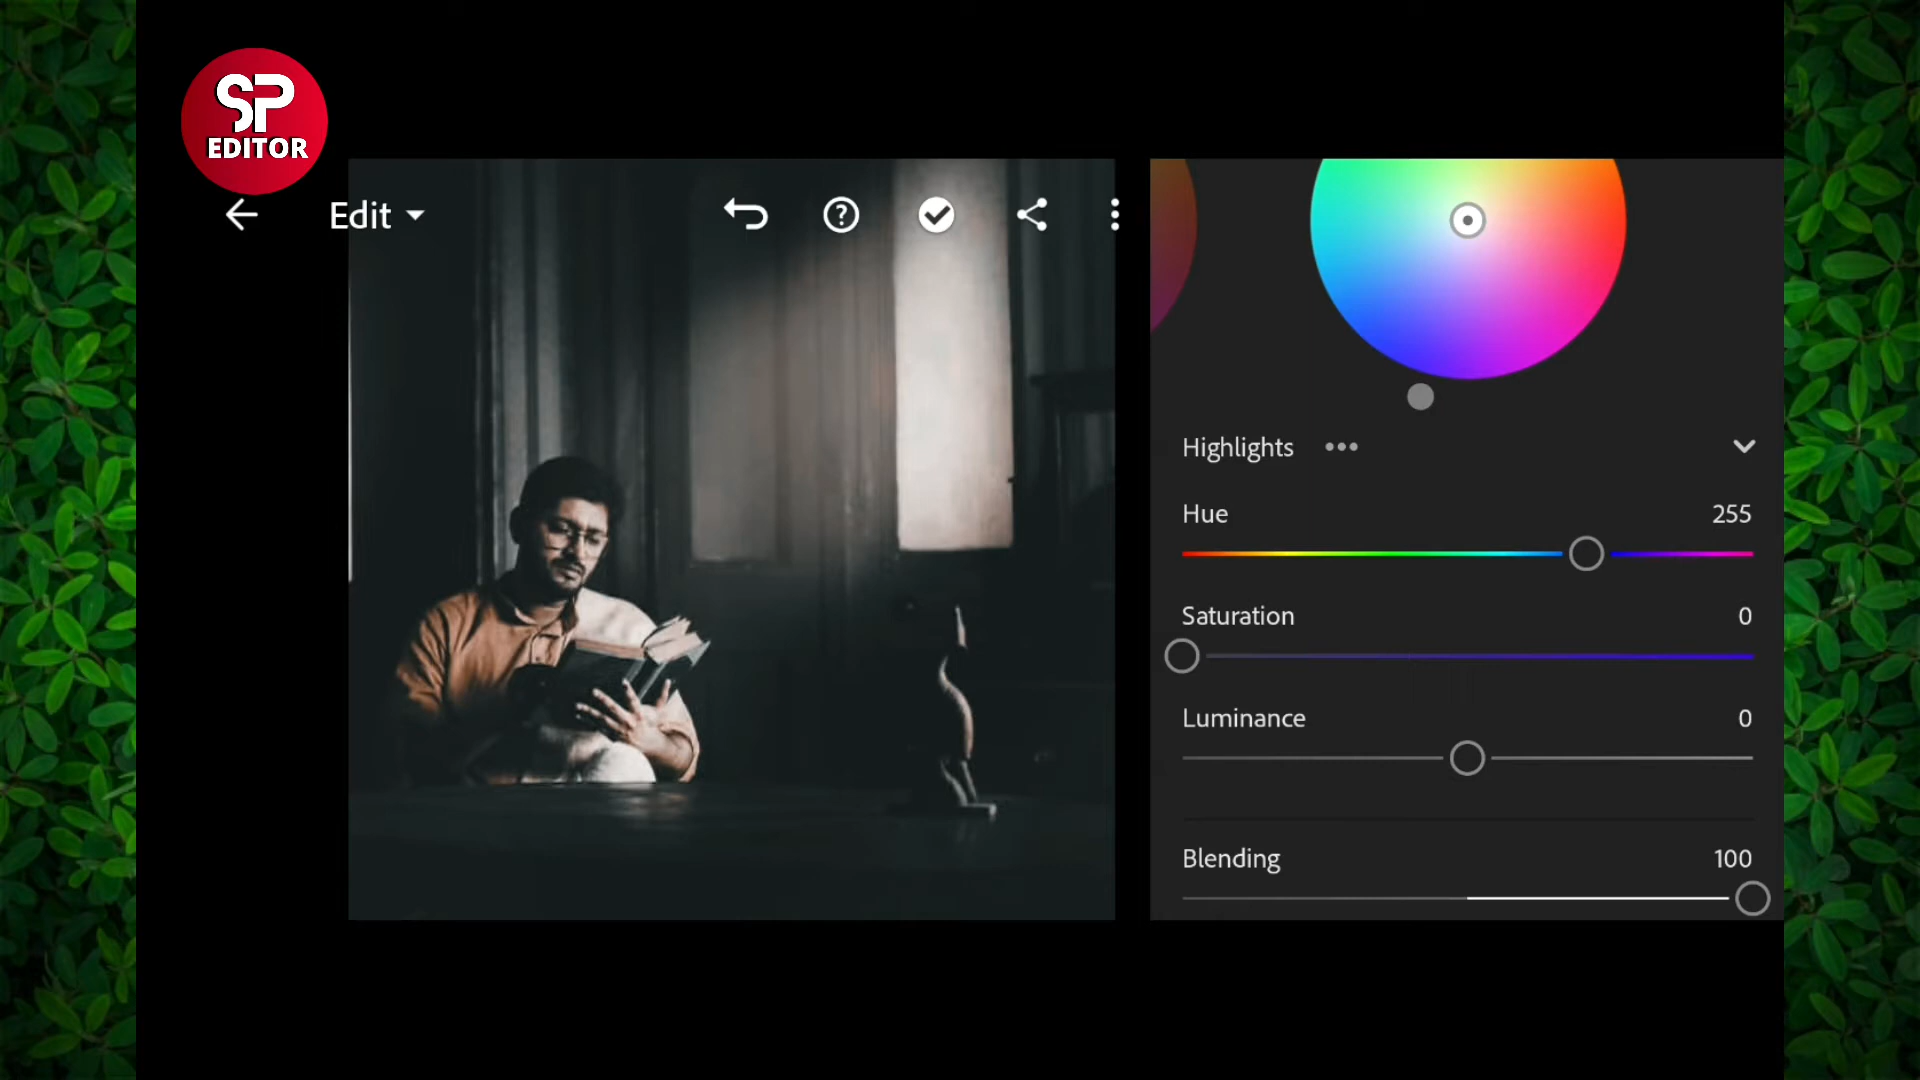 SP
EDITOR
Edit
Highlights
Hue 255
Saturation 0
Luminance 0
Blending 100